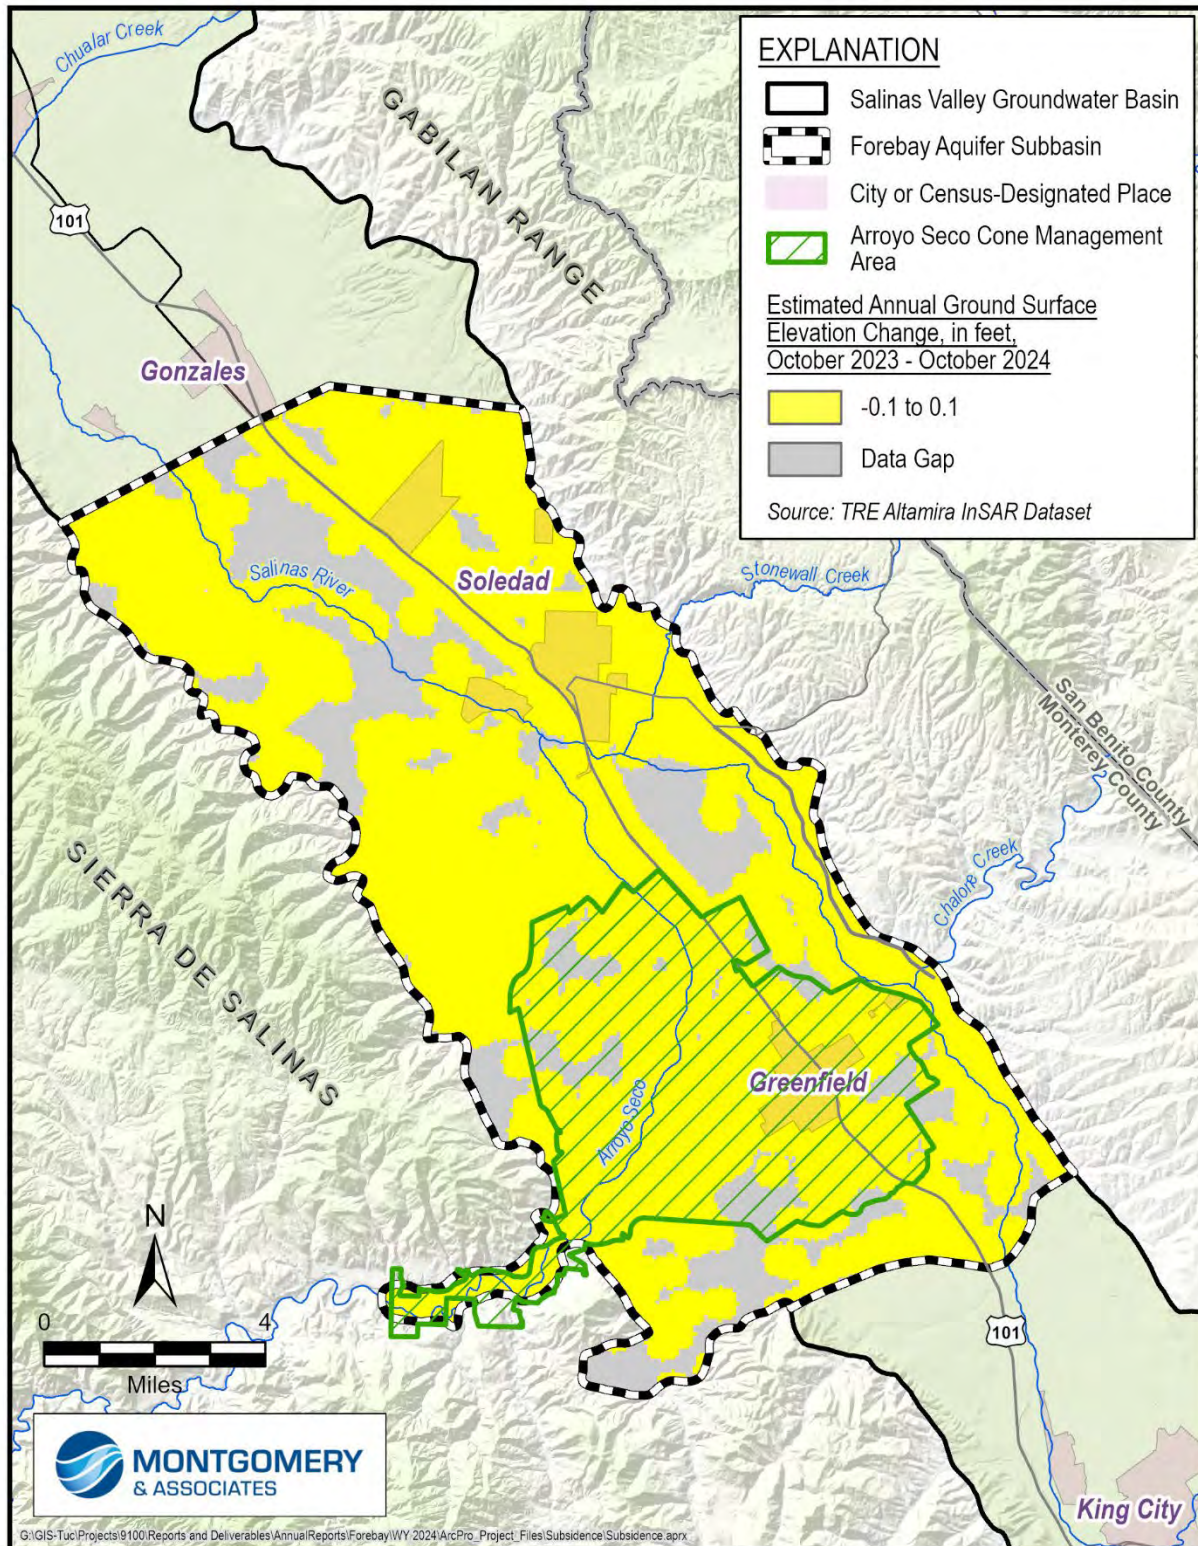 Chualar Creek
GABILAN RANGE
101
Gonzales
EXPLANATION
Salinas Valley Groundwater Basin
Forebay Aquifer Subbasin
City or Census-Designated Place
Arroyo Seco Cone Management
Area
Estimated Annual Ground Surface
Elevation Change, in feet,
October 2023 - October 2024
-0.1 to 0.1
Data Gap
Source: TRE Altamira InSAR Dataset
Salinas River
Soledad
Stonewall Creek
San Benito County
Monterey County
Chalone Creek
SIERRA DE SALINAS
Greenfield
Arroyo Seco
N
0 4
Miles
101
MONTGOMERY
& ASSOCIATES
King City
G:\GIS-Tuc\Projects\9100\Reports and Deliverables\AnnualReports\Forebay\WY 2024\ArcPro_Project_Files\Subsidence\Subsidence.aprx